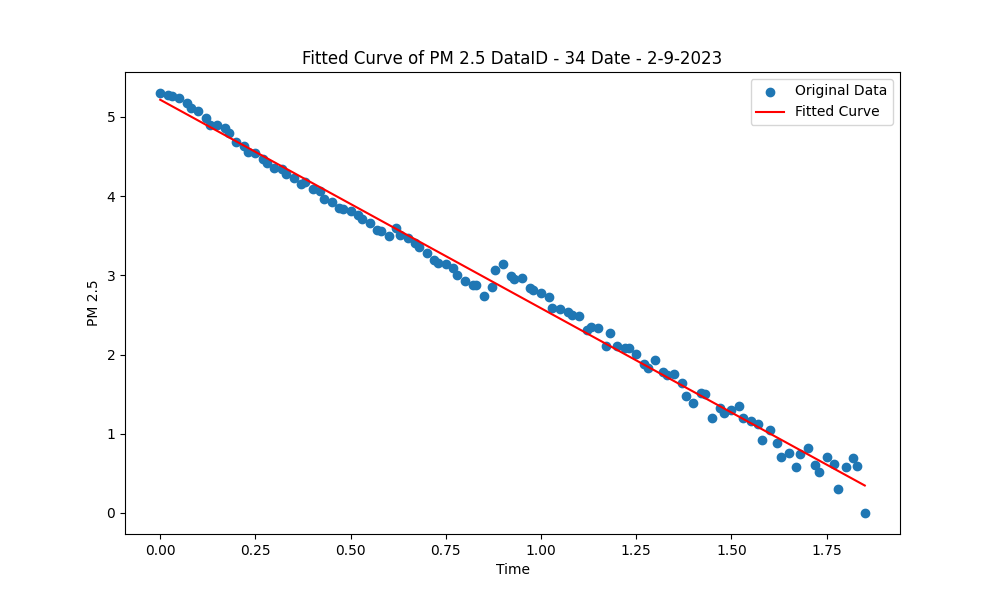 Fitted Curve of PM 2.5 DataID - 34 Date - 2-9-2023
Original Data
Fitted Curve
PM 2.5
5
4
3
2
1
0
0.00 0.25 0.50 0.75 1.00 1.25 1.50 1.75
Time